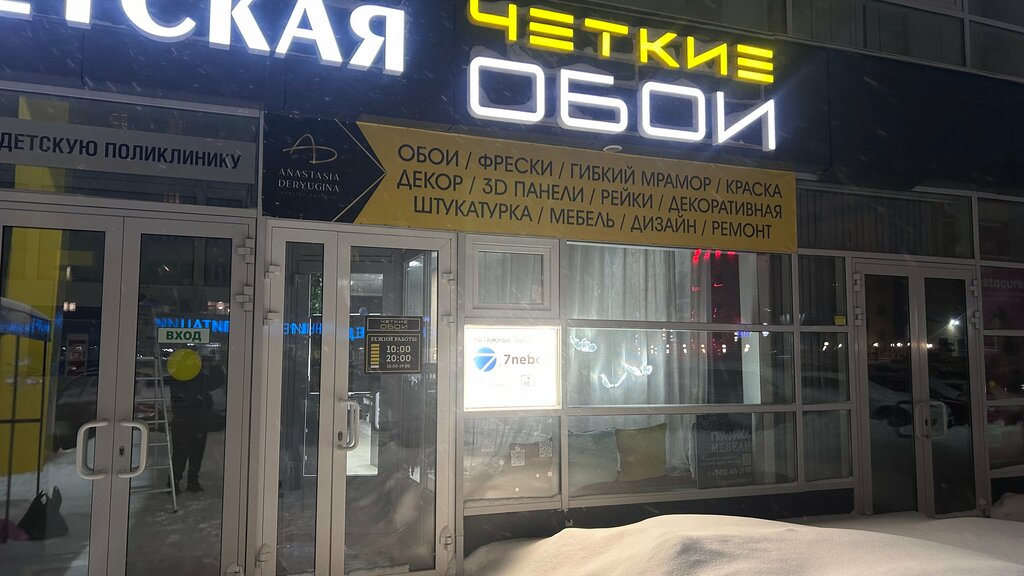 ЕТСКАЯ
ЧЕТКИЕ
ОБОИ
ДЕТСКУЮ ПОЛИКЛИНИКУ
ANASTASIA
DERYUGINA
ОБОИ / ФРЕСКИ / ГИБКИЙ МРАМОР / КРАСКА
ДЕКОР / 3D ПАНЕЛИ / РЕЙКИ / ДЕКОРАТИВНАЯ
ШТУКАТУРКА / МЕБЕЛЬ / ДИЗАЙН / РЕМОНТ
ВХОД
ЧЕТКИЕ
ОБОИ
РЕЖИМ РАБОТЫ
10:00
20:00
7nebo